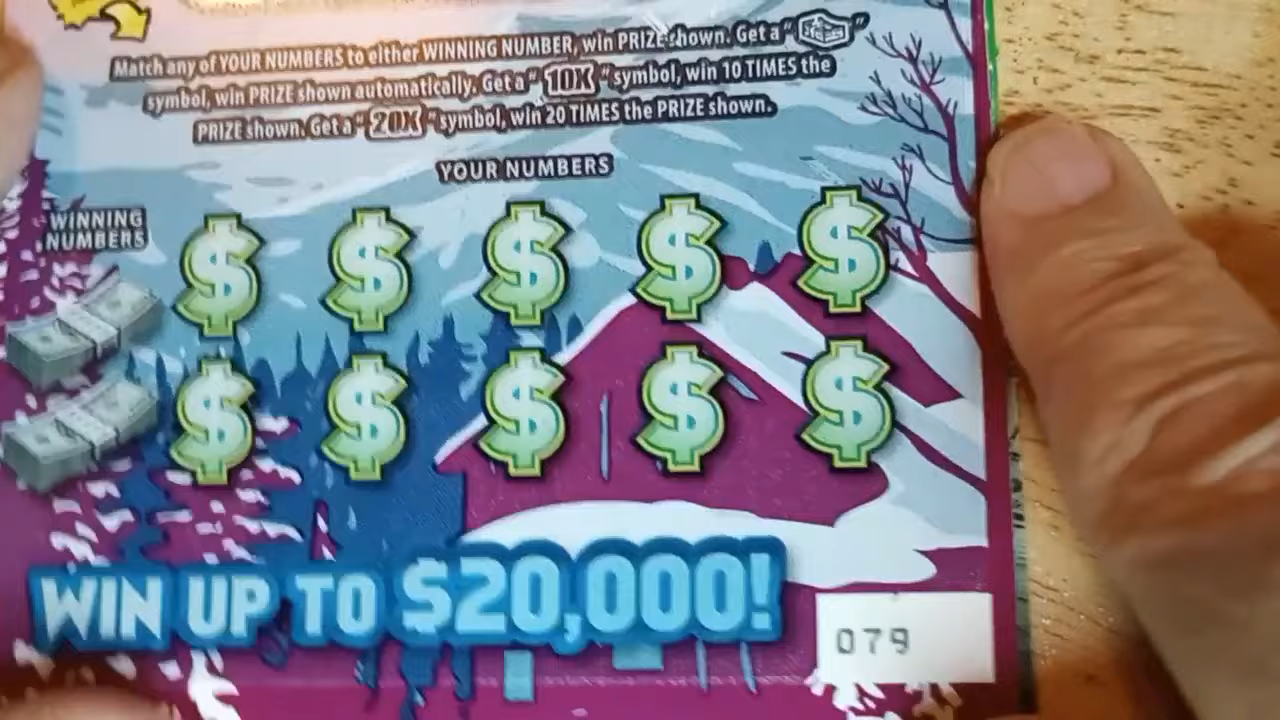 Match any of YOUR NUMBERS to either WINNING NUMBER, win PRIZE shown. Get a " "
symbol, win PRIZE shown automatically. Get a " 10X " symbol, win 10 TIMES the
PRIZE shown. Get a " 20X " symbol, win 20 TIMES the PRIZE shown.
YOUR NUMBERS
WINNING
NUMBERS
$ $ $ $ $
$ $ $ $ $
WIN UP TO $20,000!
079